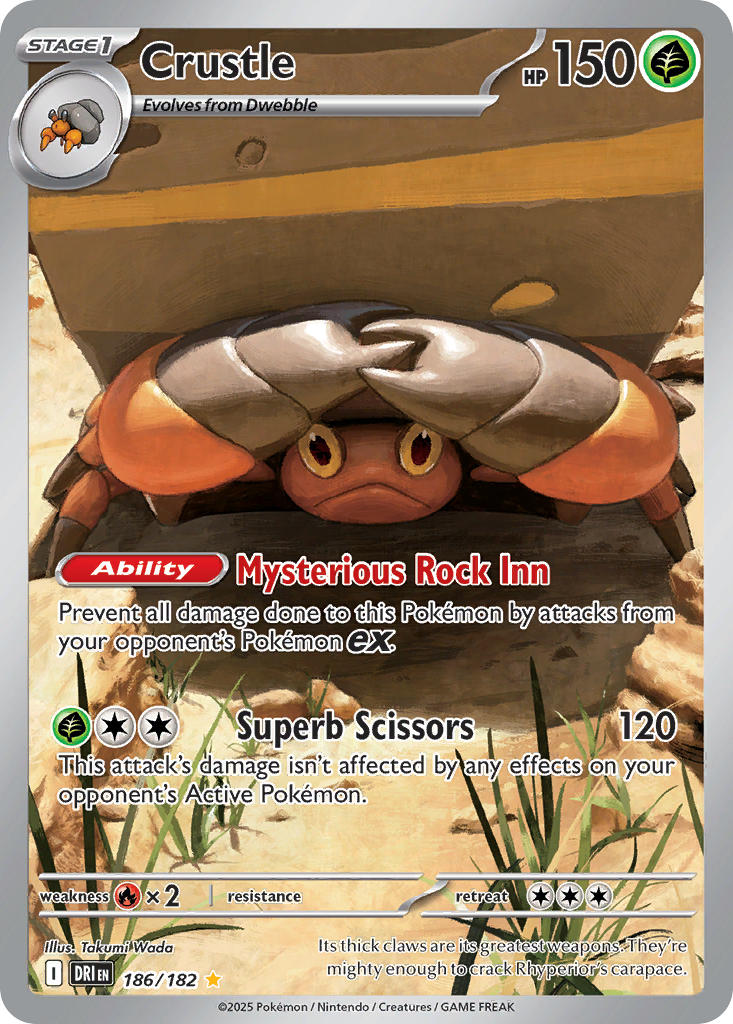 STAGE1
Crustle
HP 150
Evolves from Dwebble
Ability Mysterious Rock Inn
Prevent all damage done to this Pokémon by attacks from
your opponent's Pokémon ex.
Superb Scissors 120
This attack's damage isn't affected by any effects on your
opponent's Active Pokémon.
weakness ×2 resistance retreat
Illus. Takumi Wada
Its thick claws are its greatest weapons. They're
mighty enough to crack Rhyperior's carapace.
I DRI EN 186/182
©2025 Pokémon / Nintendo / Creatures / GAME FREAK